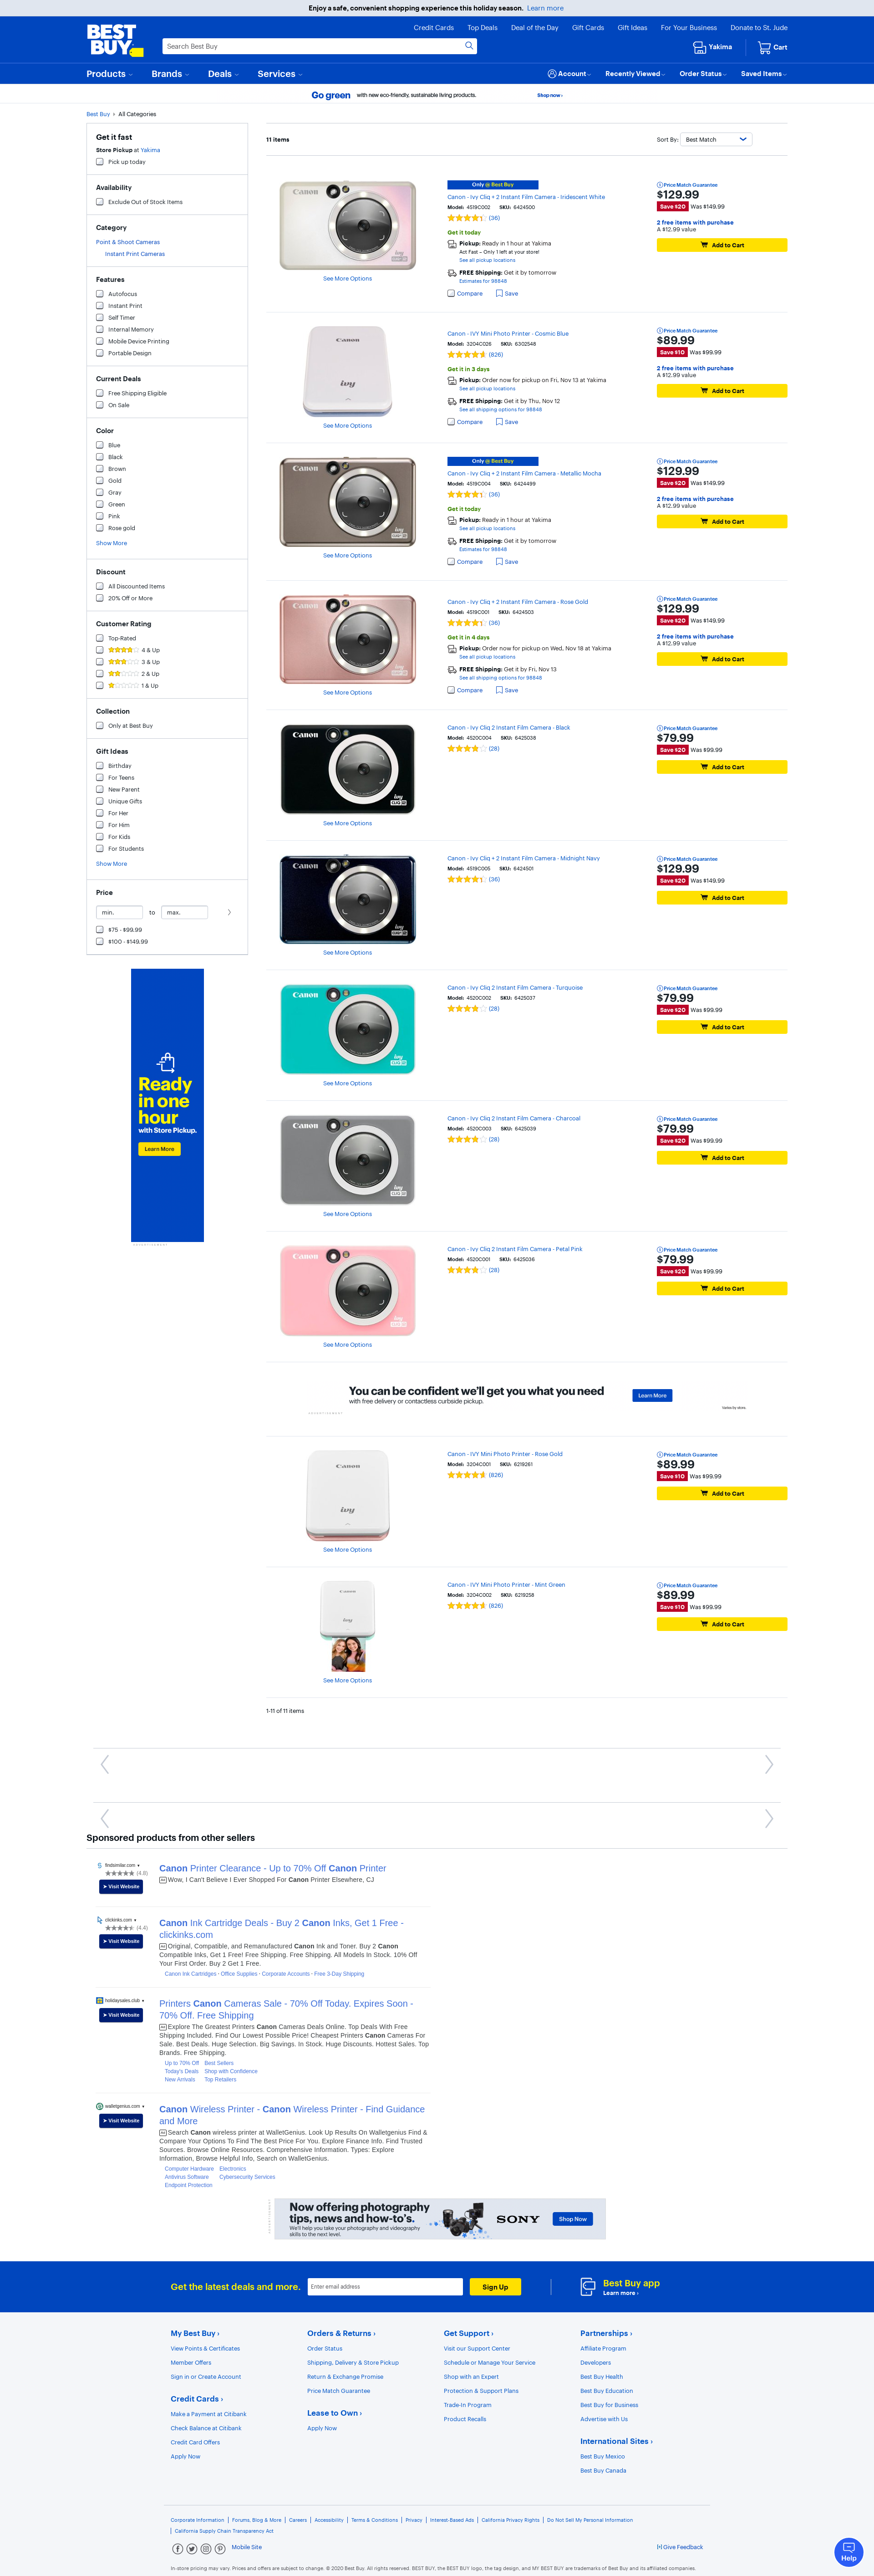 Enjoy a safe, convenient shopping experience this holiday season. Learn more
Credit Cards Top Deals Deal of the Day Gift Cards Gift Ideas For Your Business Donate to St. Jude
BEST BUY
Search Best Buy
Yakima
Cart
Products Brands Deals Services
Account Recently Viewed Order Status Saved Items
Go green with new eco-friendly, sustainable living products. Shop now ›
Best Buy › All Categories
Get it fast
Store Pickup at Yakima
Pick up today
Availability
Exclude Out of Stock Items
Category
Point & Shoot Cameras
Instant Print Cameras
Features
Autofocus
Instant Print
Self Timer
Internal Memory
Mobile Device Printing
Portable Design
Current Deals
Free Shipping Eligible
On Sale
Color
Blue
Black
Brown
Gold
Gray
Green
Pink
Rose gold
Show More
Discount
All Discounted Items
20% Off or More
Customer Rating
Top-Rated
4 & Up
3 & Up
2 & Up
1 & Up
Collection
Only at Best Buy
Gift Ideas
Birthday
For Teens
New Parent
Unique Gifts
For Her
For Him
For Kids
For Students
Show More
Price
min. to max.
$75 - $99.99
$100 - $149.99
Ready
in one
hour
with Store Pickup.
Learn More
11 items
Sort By: Best Match
Only @ Best Buy
Canon - Ivy Cliq + 2 Instant Film Camera - Iridescent White
Model: 4519C002 SKU: 6424500
(36)
Get it today
Pickup: Ready in 1 hour at Yakima
Act Fast – Only 1 left at your store!
See all pickup locations
FREE Shipping: Get it by tomorrow
Estimates for 98848
Compare Save
See More Options
Price Match Guarantee
$129.99
Save $20 Was $149.99
2 free items with purchase
A $12.99 value
Add to Cart
Canon
ivy
Canon - IVY Mini Photo Printer - Cosmic Blue
Model: 3204C026 SKU: 6302548
(826)
Get it in 3 days
Pickup: Order now for pickup on Fri, Nov 13 at Yakima
See all pickup locations
FREE Shipping: Get it by Thu, Nov 12
See all shipping options for 98848
Compare Save
See More Options
Price Match Guarantee
$89.99
Save $10 Was $99.99
2 free items with purchase
A $12.99 value
Add to Cart
Only @ Best Buy
Canon - Ivy Cliq + 2 Instant Film Camera - Metallic Mocha
Model: 4519C004 SKU: 6424499
(36)
Get it today
Pickup: Ready in 1 hour at Yakima
See all pickup locations
FREE Shipping: Get it by tomorrow
Estimates for 98848
Compare Save
See More Options
Price Match Guarantee
$129.99
Save $20 Was $149.99
2 free items with purchase
A $12.99 value
Add to Cart
Canon - Ivy Cliq + 2 Instant Film Camera - Rose Gold
Model: 4519C001 SKU: 6424503
(36)
Get it in 4 days
Pickup: Order now for pickup on Wed, Nov 18 at Yakima
See all pickup locations
FREE Shipping: Get it by Fri, Nov 13
See all shipping options for 98848
Compare Save
See More Options
Price Match Guarantee
$129.99
Save $20 Was $149.99
2 free items with purchase
A $12.99 value
Add to Cart
Canon - Ivy Cliq 2 Instant Film Camera - Black
Model: 4520C004 SKU: 6425038
(28)
See More Options
Price Match Guarantee
$79.99
Save $20 Was $99.99
Add to Cart
Canon - Ivy Cliq + 2 Instant Film Camera - Midnight Navy
Model: 4519C005 SKU: 6424501
(36)
See More Options
Price Match Guarantee
$129.99
Save $20 Was $149.99
Add to Cart
Canon - Ivy Cliq 2 Instant Film Camera - Turquoise
Model: 4520C002 SKU: 6425037
(28)
See More Options
Price Match Guarantee
$79.99
Save $20 Was $99.99
Add to Cart
Canon - Ivy Cliq 2 Instant Film Camera - Charcoal
Model: 4520C003 SKU: 6425039
(28)
See More Options
Price Match Guarantee
$79.99
Save $20 Was $99.99
Add to Cart
Canon - Ivy Cliq 2 Instant Film Camera - Petal Pink
Model: 4520C001 SKU: 6425036
(28)
See More Options
Price Match Guarantee
$79.99
Save $20 Was $99.99
Add to Cart
You can be confident we'll get you what you need
with free delivery or contactless curbside pickup.
Learn More
Varies by store.
Canon
ivy
Canon - IVY Mini Photo Printer - Rose Gold
Model: 3204C001 SKU: 6219261
(826)
See More Options
Price Match Guarantee
$89.99
Save $10 Was $99.99
Add to Cart
Canon
ivy
Canon - IVY Mini Photo Printer - Mint Green
Model: 3204C002 SKU: 6219258
(826)
See More Options
Price Match Guarantee
$89.99
Save $10 Was $99.99
Add to Cart
1-11 of 11 items
Sponsored products from other sellers
findsimilar.com
(4.8)
Visit Website
Canon Printer Clearance - Up to 70% Off Canon Printer
Ad Wow, I Can't Believe I Ever Shopped For Canon Printer Elsewhere, CJ
clickinks.com
(4.4)
Visit Website
Canon Ink Cartridge Deals - Buy 2 Canon Inks, Get 1 Free -
clickinks.com
Ad Original, Compatible, and Remanufactured Canon Ink and Toner. Buy 2 Canon
Compatible Inks, Get 1 Free! Free Shipping. Free Shipping. All Models In Stock. 10% Off
Your First Order. Buy 2 Get 1 Free.
Canon Ink Cartridges · Office Supplies · Corporate Accounts · Free 3-Day Shipping
holidaysales.club
Visit Website
Printers Canon Cameras Sale - 70% Off Today. Expires Soon -
70% Off. Free Shipping
Ad Explore The Greatest Printers Canon Cameras Deals Online. Top Deals With Free
Shipping Included. Find Our Lowest Possible Price! Cheapest Printers Canon Cameras For
Sale. Best Deals. Huge Selection. Big Savings. In Stock. Huge Discounts. Hottest Sales. Top
Brands. Free Shipping.
Up to 70% Off Best Sellers
Today's Deals Shop with Confidence
New Arrivals Top Retailers
walletgenius.com
Visit Website
Canon Wireless Printer - Canon Wireless Printer - Find Guidance
and More
Ad Search Canon wireless printer at WalletGenius. Look Up Results On Walletgenius Find &
Compare Your Options To Find The Best Price For You. Explore Finance Info. Find Trusted
Sources. Browse Online Resources. Comprehensive Information. Types: Explore
Information, Browse Helpful Info, Search on WalletGenius.
Computer Hardware Electronics
Antivirus Software Cybersecurity Services
Endpoint Protection
Now offering photography
tips, news and how-to's.
We'll help you take your photography and videography
skills to the next level.
SONY
Shop Now
Get the latest deals and more. Enter email address Sign Up
Best Buy app
Learn more ›
My Best Buy ›
View Points & Certificates
Member Offers
Sign in or Create Account
Credit Cards ›
Make a Payment at Citibank
Check Balance at Citibank
Credit Card Offers
Apply Now
Orders & Returns ›
Order Status
Shipping, Delivery & Store Pickup
Return & Exchange Promise
Price Match Guarantee
Lease to Own ›
Apply Now
Get Support ›
Visit our Support Center
Schedule or Manage Your Service
Shop with an Expert
Protection & Support Plans
Trade-In Program
Product Recalls
Partnerships ›
Affiliate Program
Developers
Best Buy Health
Best Buy Education
Best Buy for Business
Advertise with Us
International Sites ›
Best Buy Mexico
Best Buy Canada
Corporate Information | Forums, Blog & More | Careers | Accessibility | Terms & Conditions | Privacy | Interest-Based Ads | California Privacy Rights | Do Not Sell My Personal Information
| California Supply Chain Transparency Act
Mobile Site
[+] Give Feedback
Help
In-store pricing may vary. Prices and offers are subject to change. © 2020 Best Buy. All rights reserved. BEST BUY, the BEST BUY logo, the tag design, and MY BEST BUY are trademarks of Best Buy and its affiliated companies.